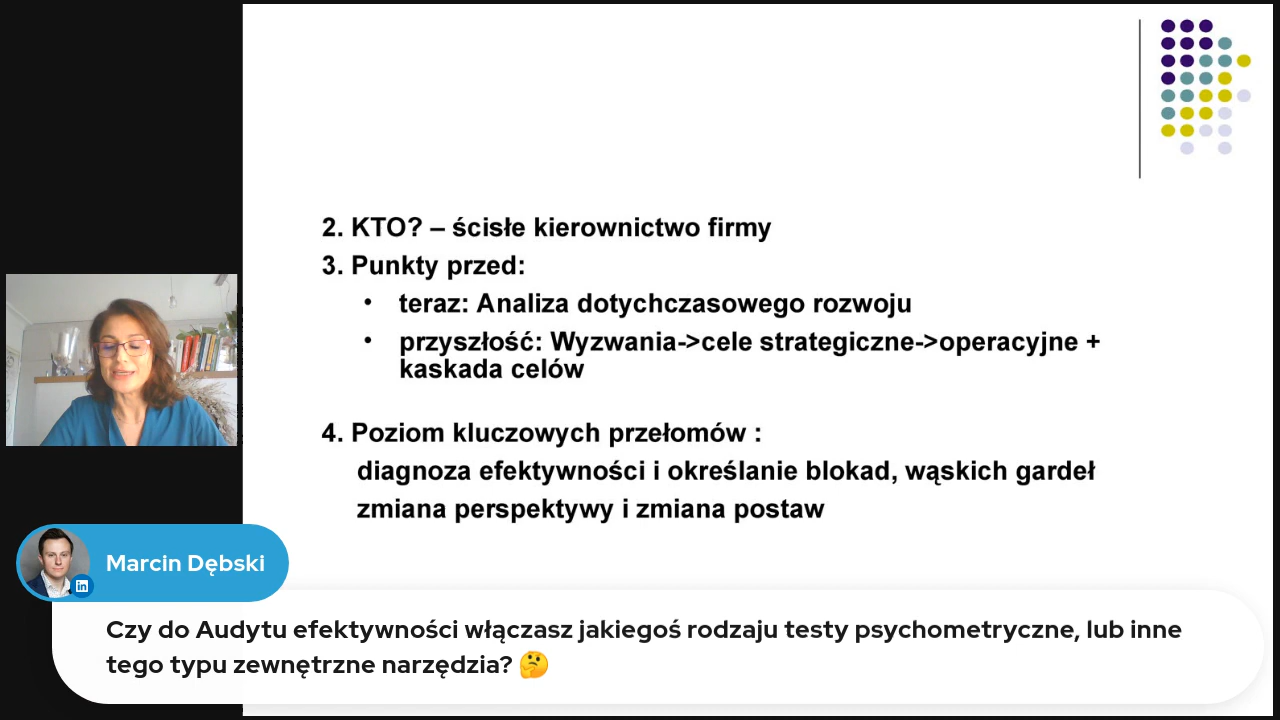 2. KTO? – ścisłe kierownictwo firmy
3. Punkty przed:
• teraz: Analiza dotychczasowego rozwoju
• przyszłość: Wyzwania->cele strategiczne->operacyjne +
kaskada celów
4. Poziom kluczowych przełomów :
diagnoza efektywności i określanie blokad, wąskich gardeł
zmiana perspektywy i zmiana postaw
Marcin Dębski
in
Czy do Audytu efektywności włączasz jakiegoś rodzaju testy psychometryczne, lub inne
tego typu zewnętrzne narzędzia? 🤔